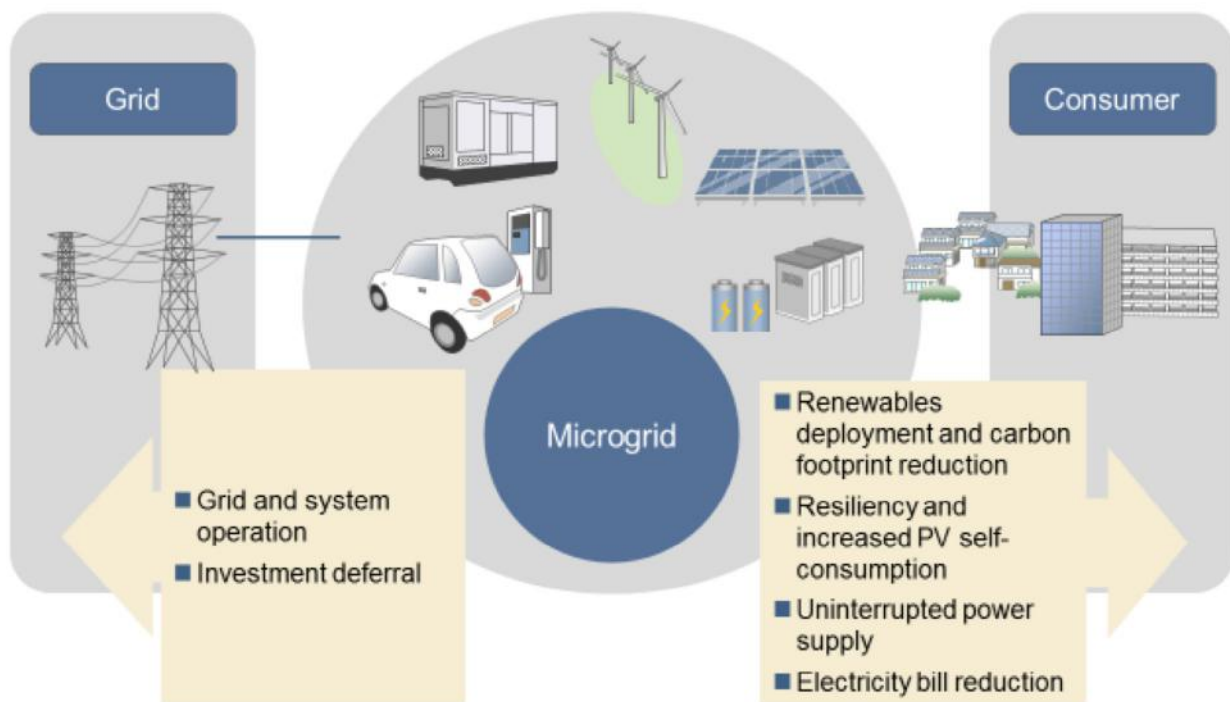 Grid
Consumer
Microgrid
Grid and system
operation
Investment deferral
Renewables
deployment and carbon
footprint reduction
Resiliency and
increased PV self-
consumption
Uninterrupted power
supply
Electricity bill reduction